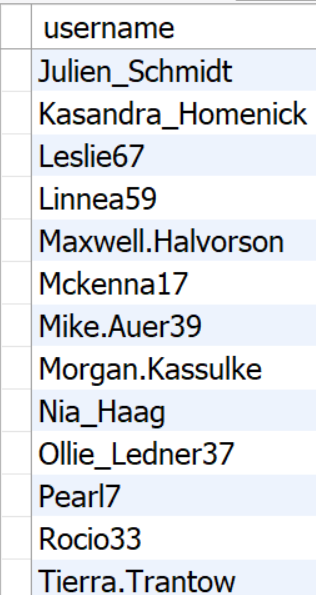 username
Julien_Schmidt
Kasandra_Homenick
Leslie67
Linnea59
Maxwell.Halvorson
Mckenna17
Mike.Auer39
Morgan.Kassulke
Nia_Haag
Ollie_Ledner37
Pearl7
Rocio33
Tierra.Trantow